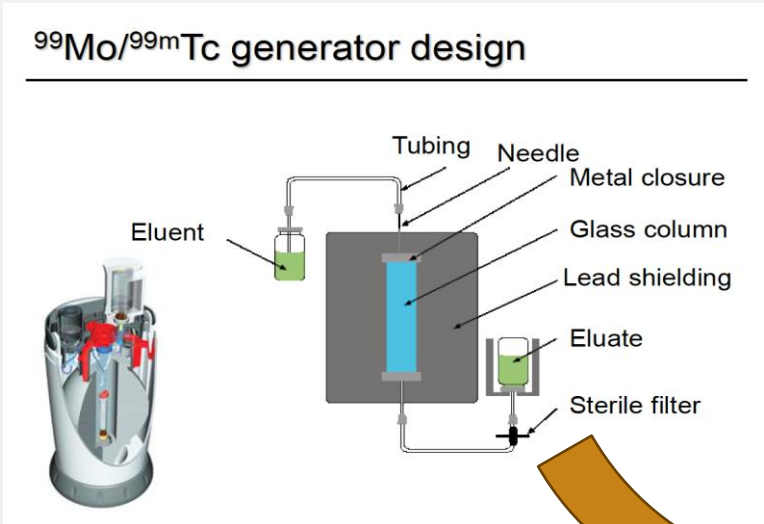 ⁹⁹Mo/⁹⁹ᵐTc generator design
Tubing
Needle
Metal closure
Eluent
Glass column
Lead shielding
Eluate
Sterile filter